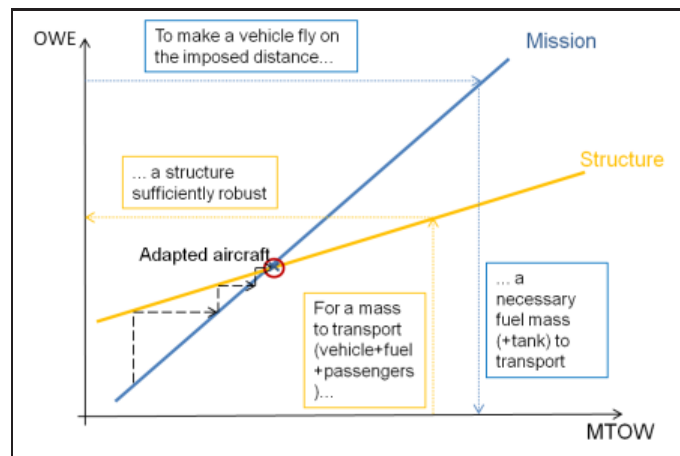 OWE
To make a vehicle fly on
the imposed distance...
Mission
... a structure
sufficiently robust
Structure
Adapted aircraft
For a mass
to transport
(vehicle+fuel
+passengers
)...
... a
necessary
fuel mass
(+tank) to
transport
MTOW